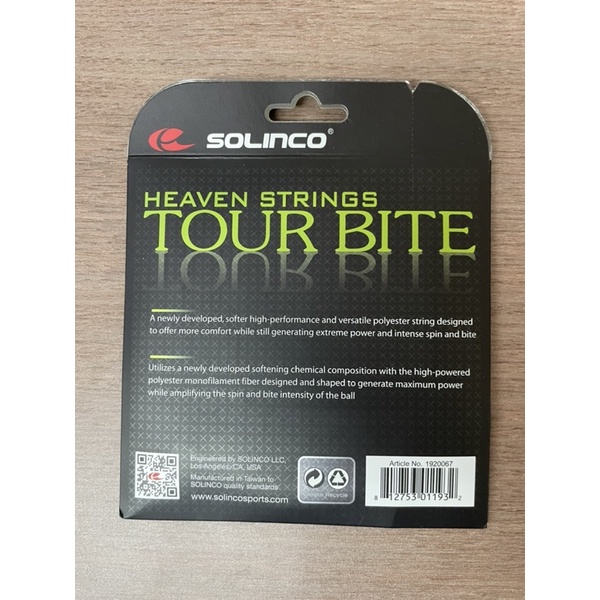 SOLINCO®
HEAVEN STRINGS
TOUR BITE
A newly developed, softer high-performance and versatile polyester string designed
to offer more comfort while still generating extreme power and intense spin and bite
Utilizes a newly developed softening chemical composition with the high-powered
polyester monofilament fiber designed and shaped to generate maximum power
while amplifying the spin and bite intensity of the ball
Engineered by SOLINCO LLC,
Los Angeles/CA, USA
Manufactured in Taiwan to
SOLINCO quality standards
www.solincosports.com
Please Recycle
Article No. 1920067
8 12753 01193 2